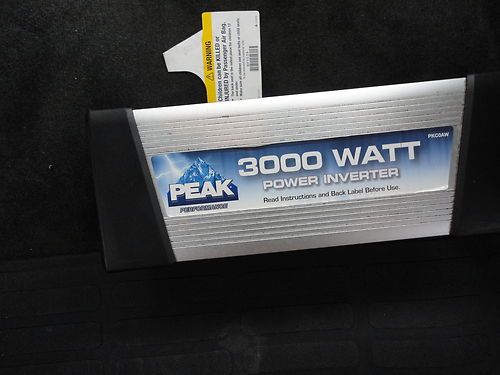 WARNING
Children can be KILLED or
INJURED by Passenger Air Bag.
PKC0AW
3000 WATT
POWER INVERTER
PEAK
PERFORMANCE
Read Instructions and Back Label Before Use.